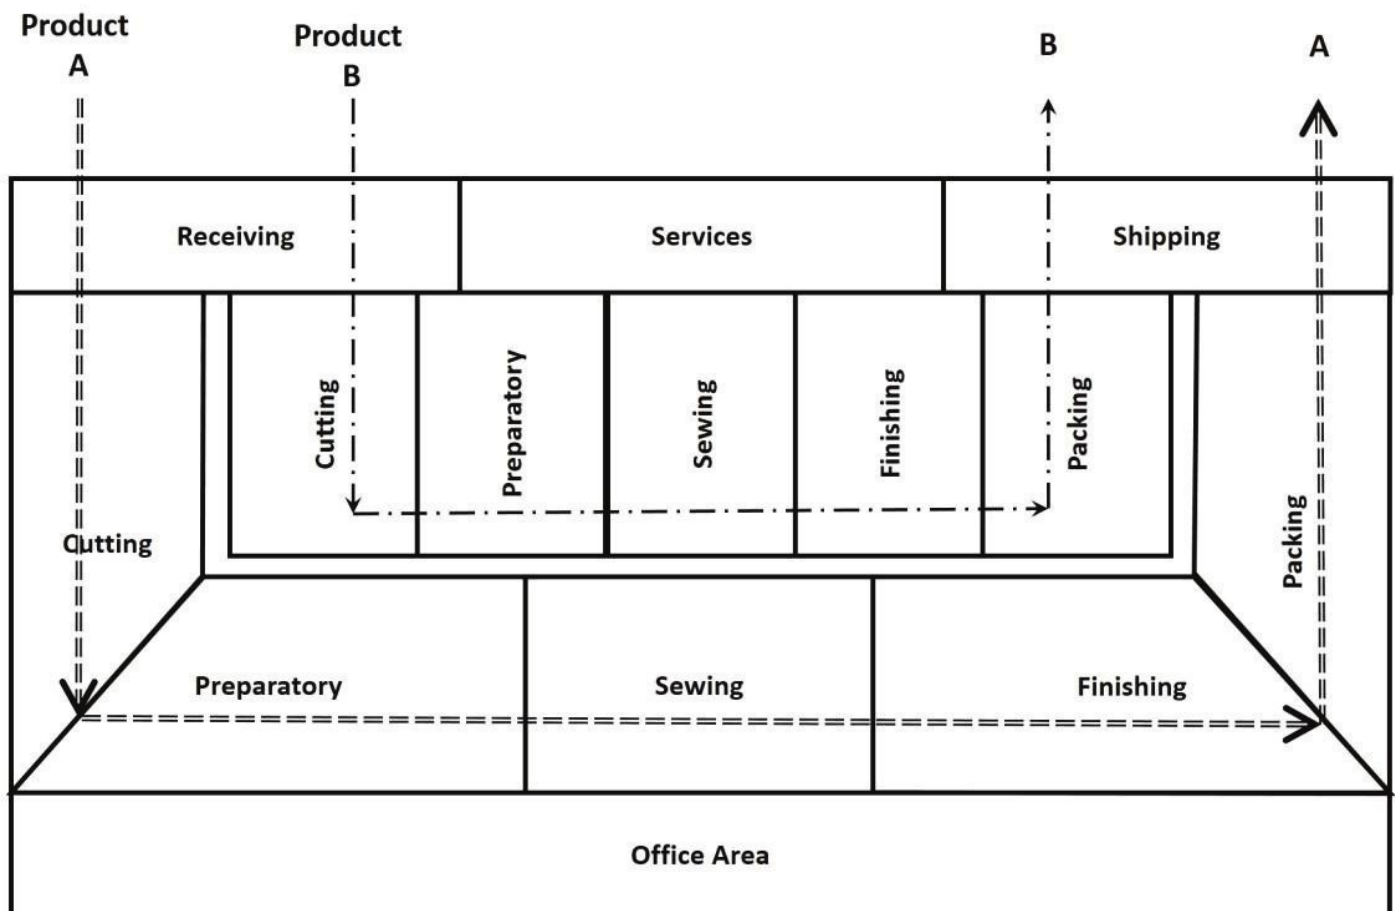 Product
A
Product
B
B
A
Receiving
Services
Shipping
Cutting
Preparatory
Sewing
Finishing
Packing
Cutting
Packing
Preparatory
Sewing
Finishing
Office Area